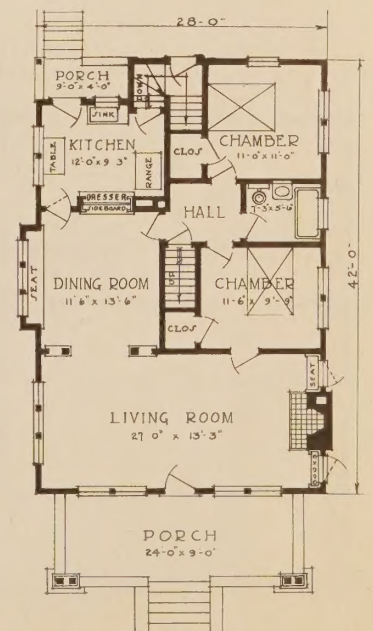 28-0"
PORCH
9'-0" x 4'-0"
DOWN
SINK
KITCHEN
12'-0" x 9' 3"
TABLE
RANGE
CLOS
CHAMBER
11'-0" x 11'-0"
DRESSER
SIDEBOARD
HALL
7'-3" x 5'-6"
42'-0"
SEAT
DINING ROOM
11'6" x 13'-6"
UP
CHAMBER
11'-6" x 9'-9"
CLOS
SEAT
LIVING ROOM
27'0" x 13'-3"
PORCH
24'-0" x 9'-0"